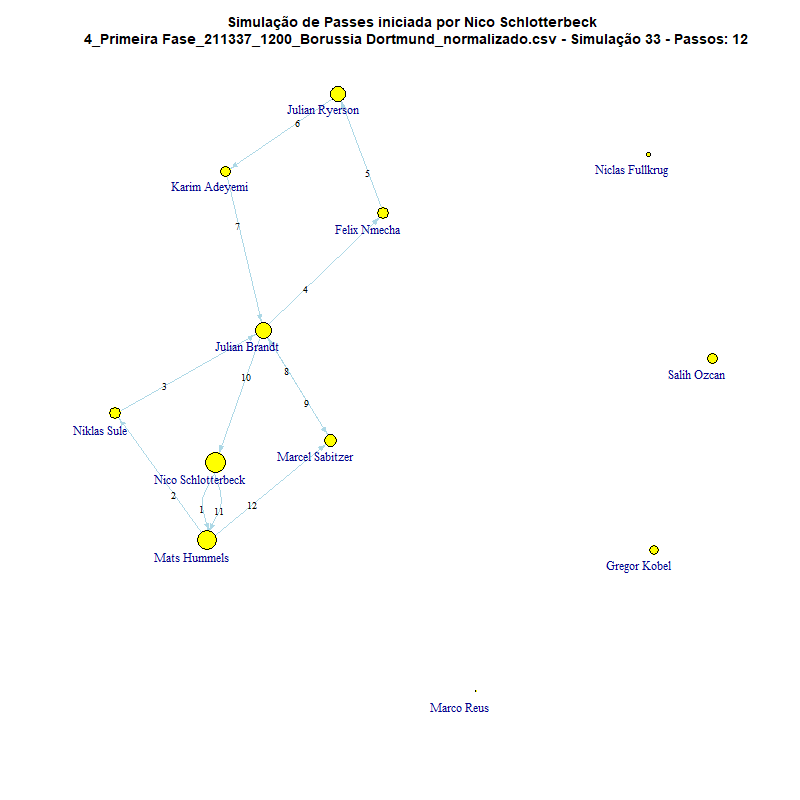 Simulação de Passes iniciada por Nico Schlotterbeck
4_Primeira Fase_211337_1200_Borussia Dortmund_normalizado.csv - Simulação 33 - Passos: 12
Julian Ryerson
6
Niclas Fullkrug
5
Karim Adeyemi
7
Felix Nmecha
4
Julian Brandt
8
Salih Ozcan
10
3
9
Niklas Sule
Marcel Sabitzer
Nico Schlotterbeck
2
12
1
11
Mats Hummels
Gregor Kobel
Marco Reus